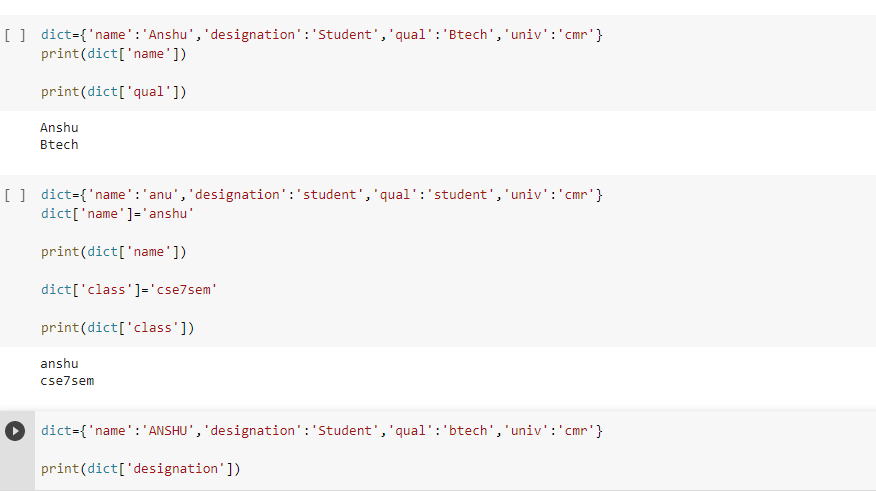 [ ] dict={'name':'Anshu','designation':'Student','qual':'Btech','univ':'cmr'}
print(dict['name'])
print(dict['qual'])
Anshu
Btech
[ ] dict={'name':'anu','designation':'student','qual':'student','univ':'cmr'}
dict['name']='anshu'
print(dict['name'])
dict['class']='cse7sem'
print(dict['class'])
anshu
cse7sem
dict={'name':'ANSHU','designation':'Student','qual':'btech','univ':'cmr'}
print(dict['designation'])